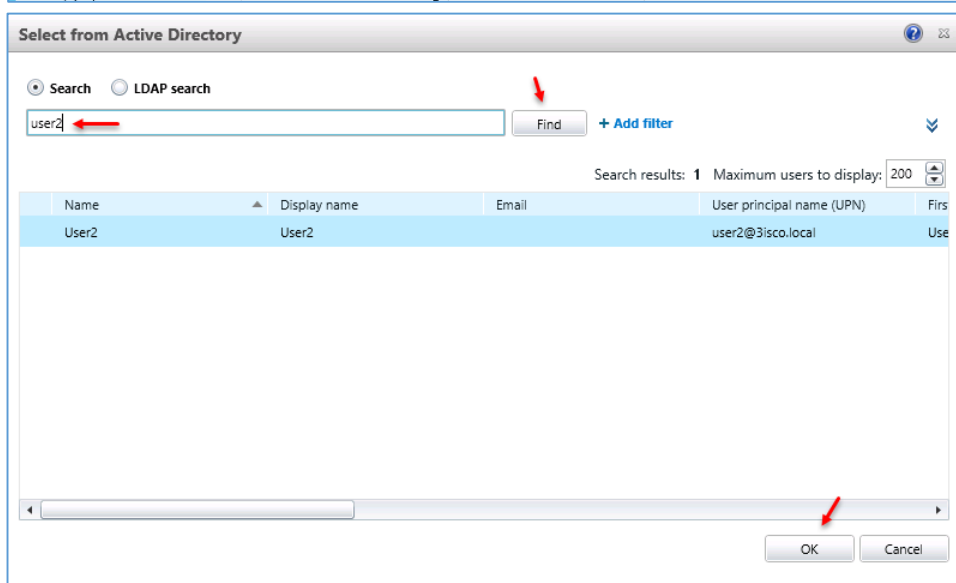 Select from Active Directory
Search LDAP search
user2 Find + Add filter
Search results: 1 Maximum users to display: 200
Name Display name Email User principal name (UPN) Firs
User2 User2 user2@3isco.local Use
OK Cancel